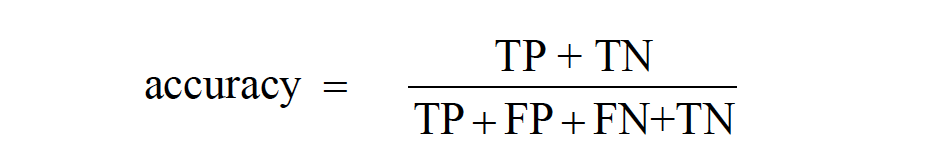 accuracy = TP + TN
TP + FP + FN+TN